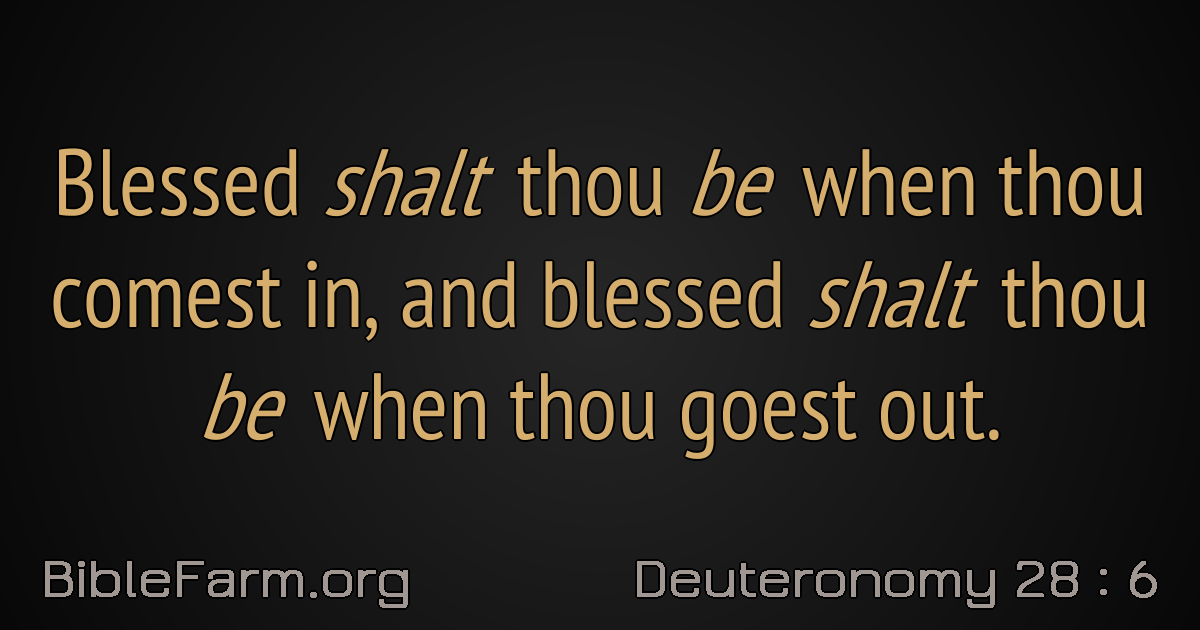 Blessed shalt thou be when thou
comest in, and blessed shalt thou
be when thou goest out.
BibleFarm.org
Deuteronomy 28 : 6